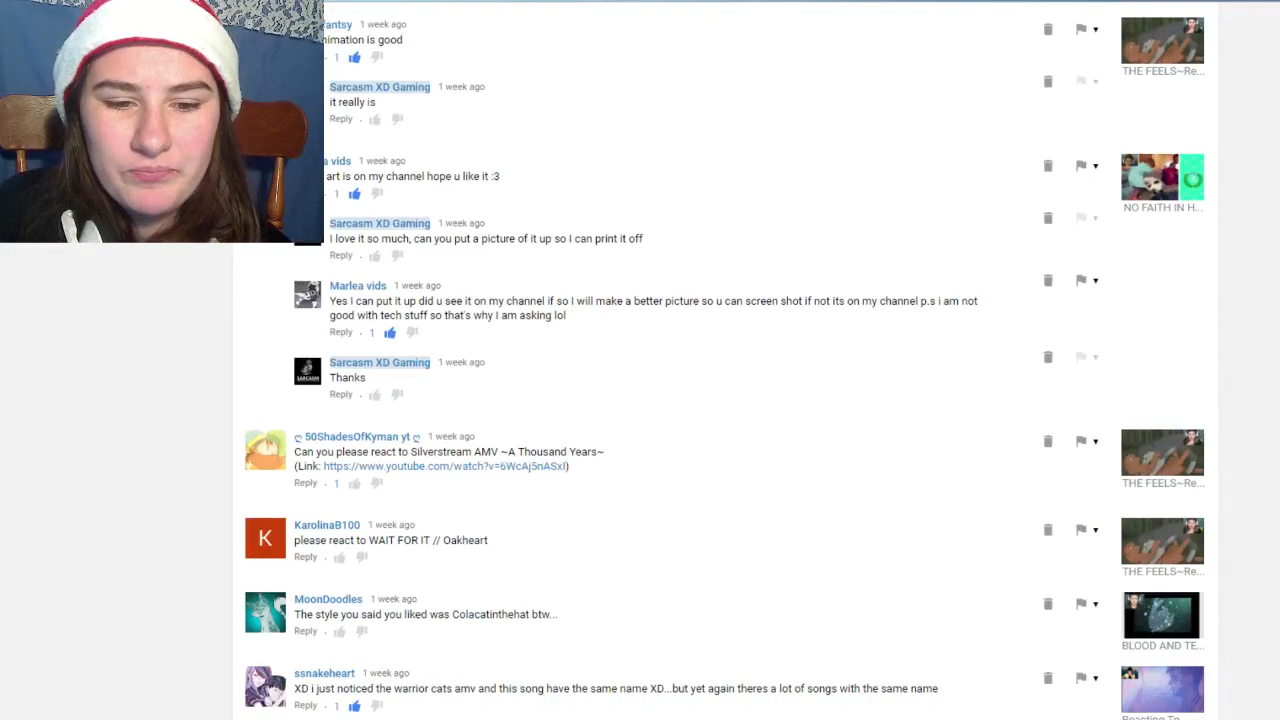 antsy 1 week ago
nimation is good
1
THE FEELS~Re...
Sarcasm XD Gaming 1 week ago
it really is
Reply
a vids 1 week ago
art is on my channel hope u like it :3
1
NO FAITH IN H...
Sarcasm XD Gaming 1 week ago
I love it so much, can you put a picture of it up so I can print it off
Reply
Marlea vids 1 week ago
Yes I can put it up did u see it on my channel if so I will make a better picture so u can screen shot if not its on my channel p.s i am not
good with tech stuff so that's why I am asking lol
Reply 1
SARCASM
Sarcasm XD Gaming 1 week ago
Thanks
Reply
ღ 50ShadesOfKyman yt ღ 1 week ago
Can you please react to Silverstream AMV ~A Thousand Years~
(Link: https://www.youtube.com/watch?v=6WcAj5nASxI)
Reply 1
THE FEELS~Re...
K
KarolinaB100 1 week ago
please react to WAIT FOR IT // Oakheart
Reply
THE FEELS~Re...
MoonDoodles 1 week ago
The style you said you liked was Colacatinthehat btw...
Reply
BLOOD AND TE...
ssnakeheart 1 week ago
XD i just noticed the warrior cats amv and this song have the same name XD...but yet again theres a lot of songs with the same name
Reply 1